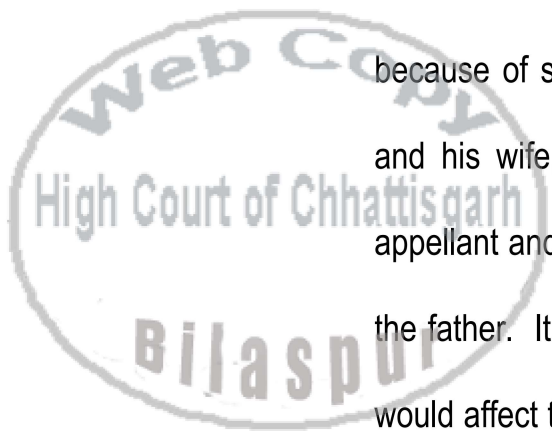 Web Copy
High Court of Chhattisgarh
Bilaspur
because of s
and his wife
appellant and
the father. It
would affect t